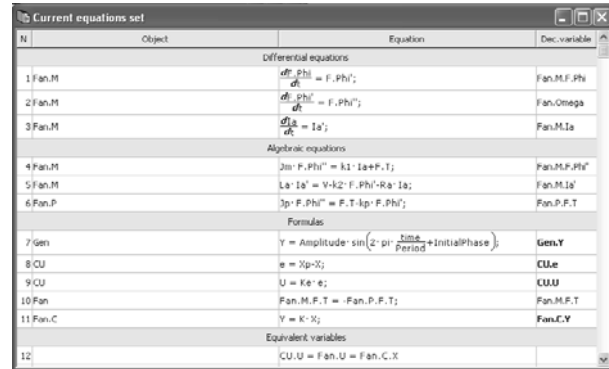 Current equations set
N Object Equation Dec.variable
Differential equations
1 Fan.M dF.Phi/dt = F.Phi'; Fan.M.F.Phi
2 Fan.M dF.Phi'/dt = F.Phi''; Fan.Omega
3 Fan.M dIa/dt = Ia'; Fan.M.Ia
Algebraic equations
4 Fan.M Jm· F.Phi'' = k1· Ia+F.T; Fan.M.F.Phi''
5 Fan.M La· Ia' = V-k2· F.Phi'-Ra· Ia; Fan.M.Ia'
6 Fan.P Jp· F.Phi'' = F.T-kp· F.Phi'; Fan.P.F.T
Formulas
7 Gen Y = Amplitude· sin(2· pi· time/Period+InitialPhase); Gen.Y
8 CU e = Xp-X; CU.e
9 CU U = Ke· e; CU.U
10 Fan Fan.M.F.T = -Fan.P.F.T; Fan.M.F.T
11 Fan.C Y = K· X; Fan.C.Y
Equivalent variables
12 CU.U = Fan.U = Fan.C.X